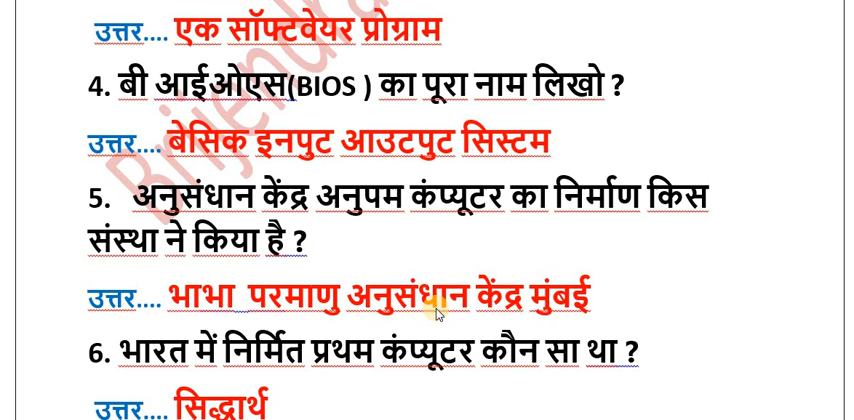 उत्तर.... एक सॉफ्टवेयर प्रोग्राम
4. बी आईओएस(BIOS ) का पूरा नाम लिखो ?
उत्तर.... बेसिक इनपुट आउटपुट सिस्टम
5. अनुसंधान केंद्र अनुपम कंप्यूटर का निर्माण किस
संस्था ने किया है ?
उत्तर.... भाभा परमाणु अनुसंधान केंद्र मुंबई
6. भारत में निर्मित प्रथम कंप्यूटर कौन सा था ?
उत्तर.... सिद्धार्थ